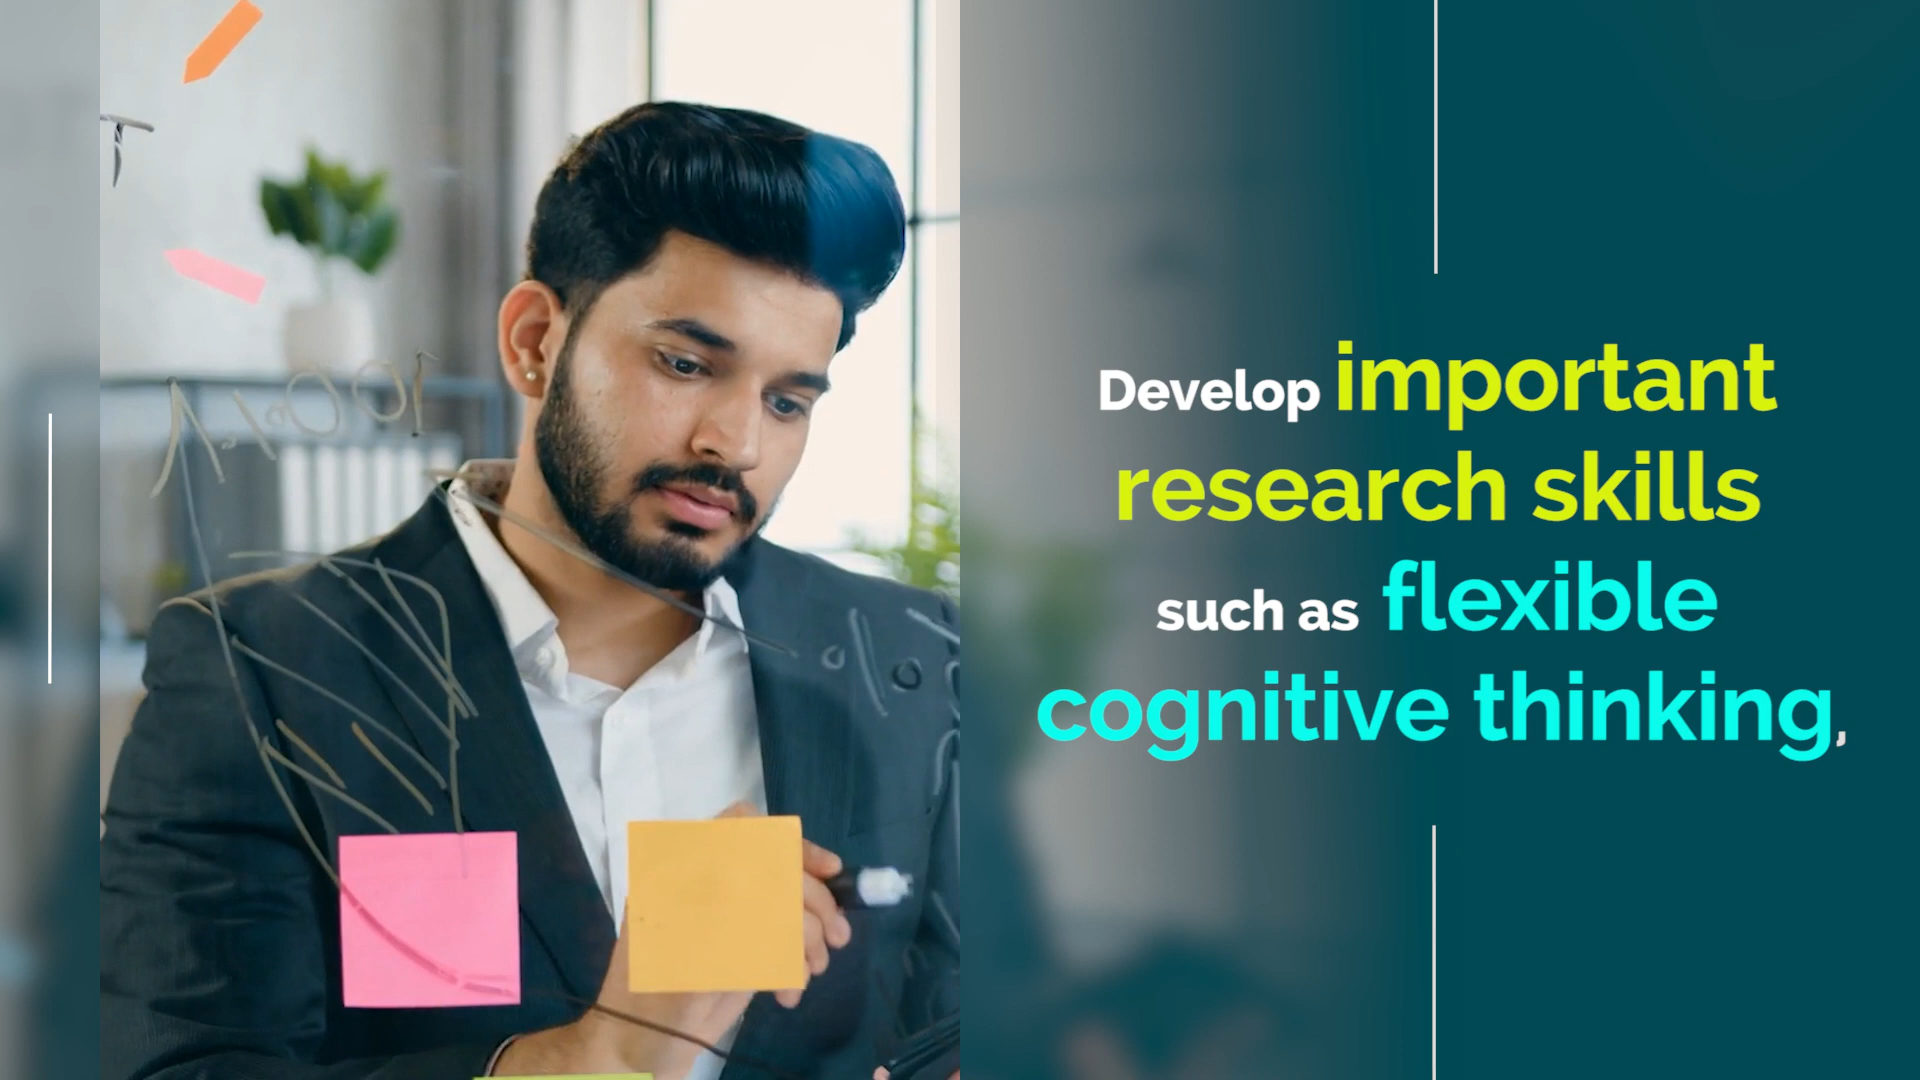 Develop important
research skills
such as flexible
cognitive thinking,